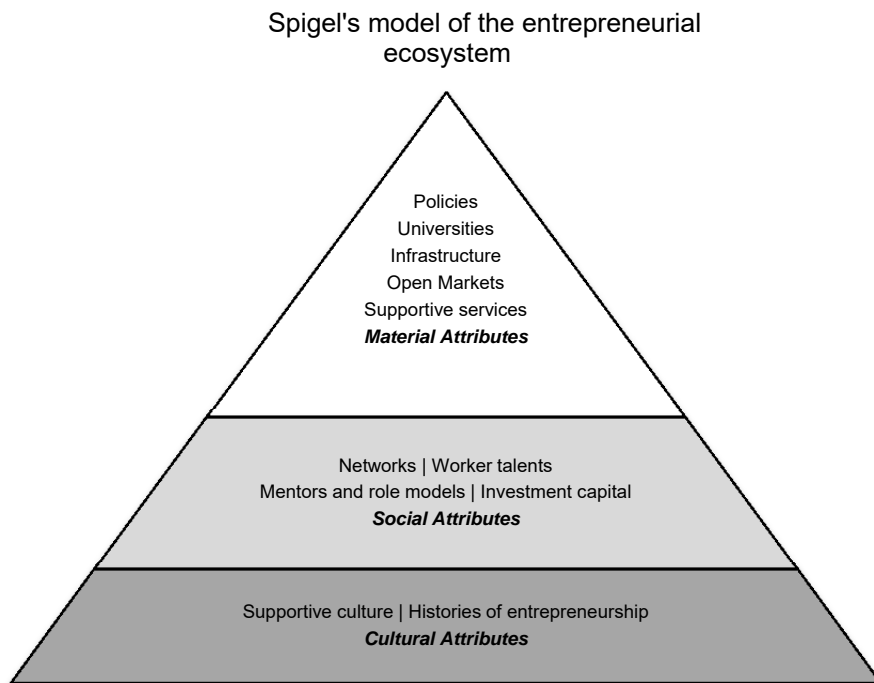 Spigel's model of the entrepreneurial
ecosystem
Policies
Universities
Infrastructure
Open Markets
Supportive services
Material Attributes
Networks | Worker talents
Mentors and role models | Investment capital
Social Attributes
Supportive culture | Histories of entrepreneurship
Cultural Attributes